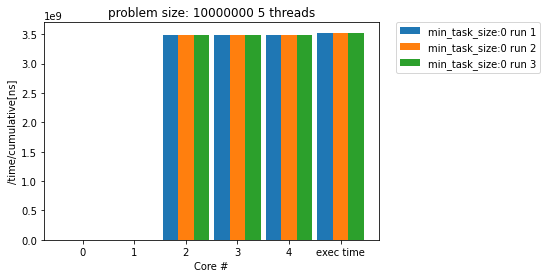 problem size: 10000000 5 threads
1e9
3.5
3.0
2.5
2.0
1.5
1.0
0.5
0.0
/time/cumulative[ns]
0 1 2 3 4 exec time
Core #
min_task_size:0 run 1
min_task_size:0 run 2
min_task_size:0 run 3